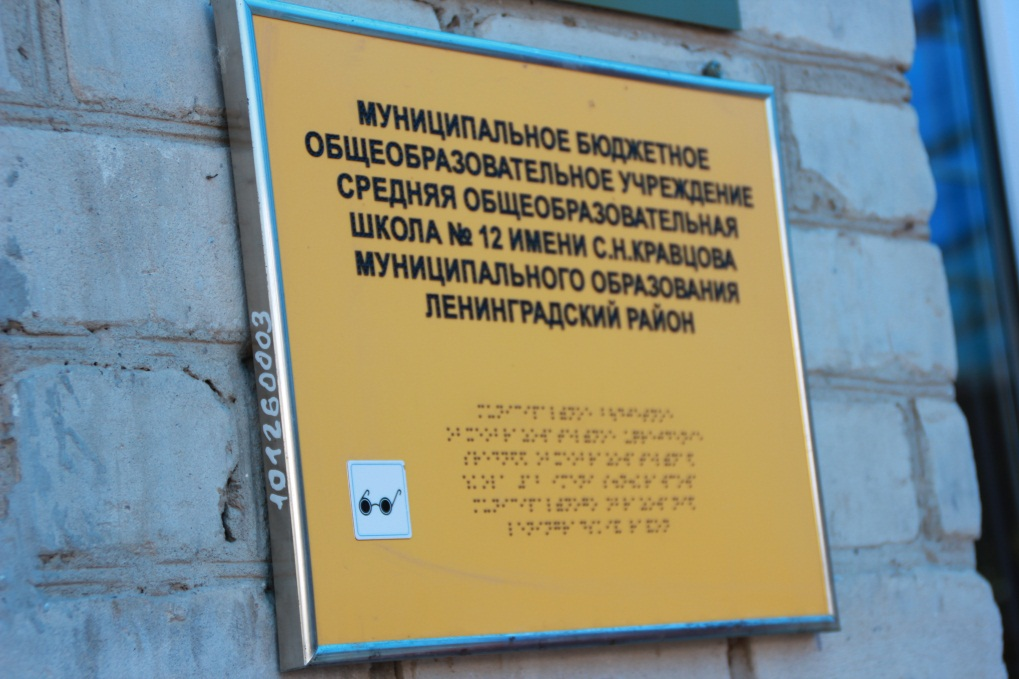 МУНИЦИПАЛЬНОЕ БЮДЖЕТНОЕ
ОБЩЕОБРАЗОВАТЕЛЬНОЕ УЧРЕЖДЕНИЕ
СРЕДНЯЯ ОБЩЕОБРАЗОВАТЕЛЬНАЯ
ШКОЛА № 12 ИМЕНИ С.Н.КРАВЦОВА
МУНИЦИПАЛЬНОГО ОБРАЗОВАНИЯ
ЛЕНИНГРАДСКИЙ РАЙОН
101260003